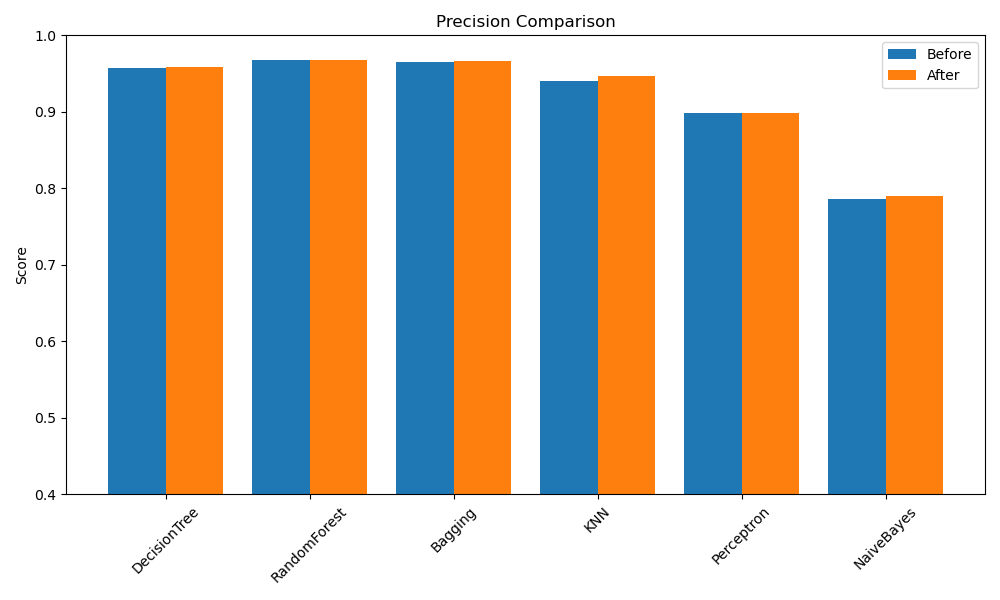 Precision Comparison
Before
After
Score
1.0
0.9
0.8
0.7
0.6
0.5
0.4
DecisionTree
RandomForest
Bagging
KNN
Perceptron
NaiveBayes